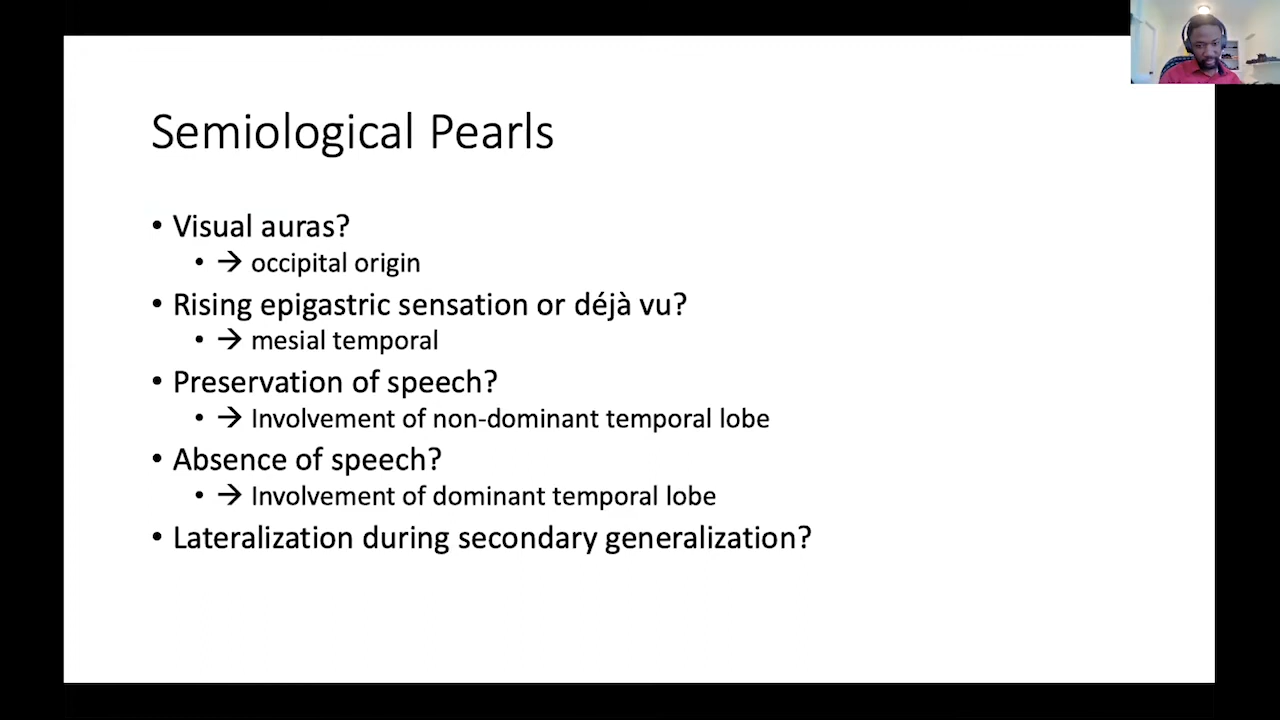 Semiological Pearls
• Visual auras?
• → occipital origin
• Rising epigastric sensation or déjà vu?
• → mesial temporal
• Preservation of speech?
• → Involvement of non-dominant temporal lobe
• Absence of speech?
• → Involvement of dominant temporal lobe
• Lateralization during secondary generalization?